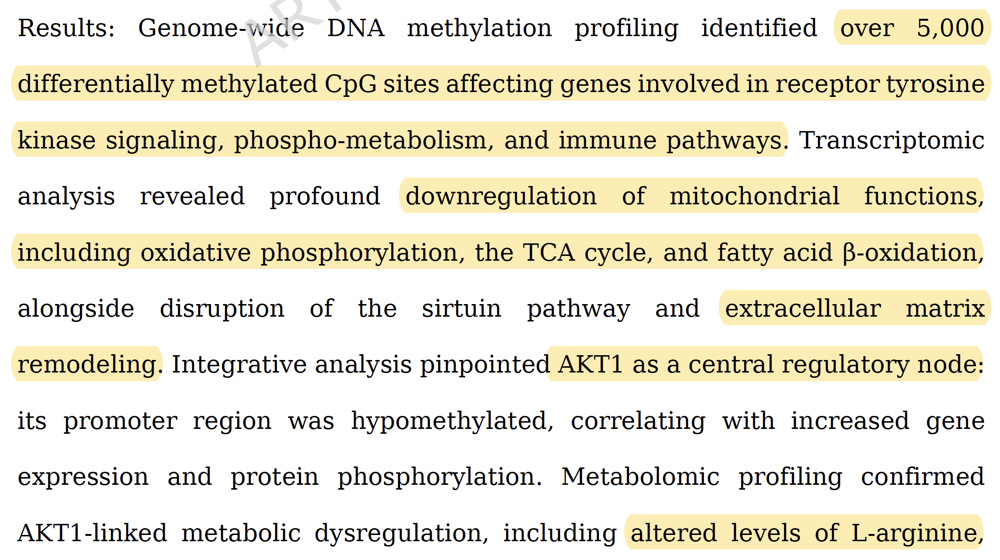 Results: Genome-wide DNA methylation profiling identified over 5,000
differentially methylated CpG sites affecting genes involved in receptor tyrosine
kinase signaling, phospho-metabolism, and immune pathways. Transcriptomic
analysis revealed profound downregulation of mitochondrial functions,
including oxidative phosphorylation, the TCA cycle, and fatty acid β-oxidation,
alongside disruption of the sirtuin pathway and extracellular matrix
remodeling. Integrative analysis pinpointed AKT1 as a central regulatory node:
its promoter region was hypomethylated, correlating with increased gene
expression and protein phosphorylation. Metabolomic profiling confirmed
AKT1-linked metabolic dysregulation, including altered levels of L-arginine,